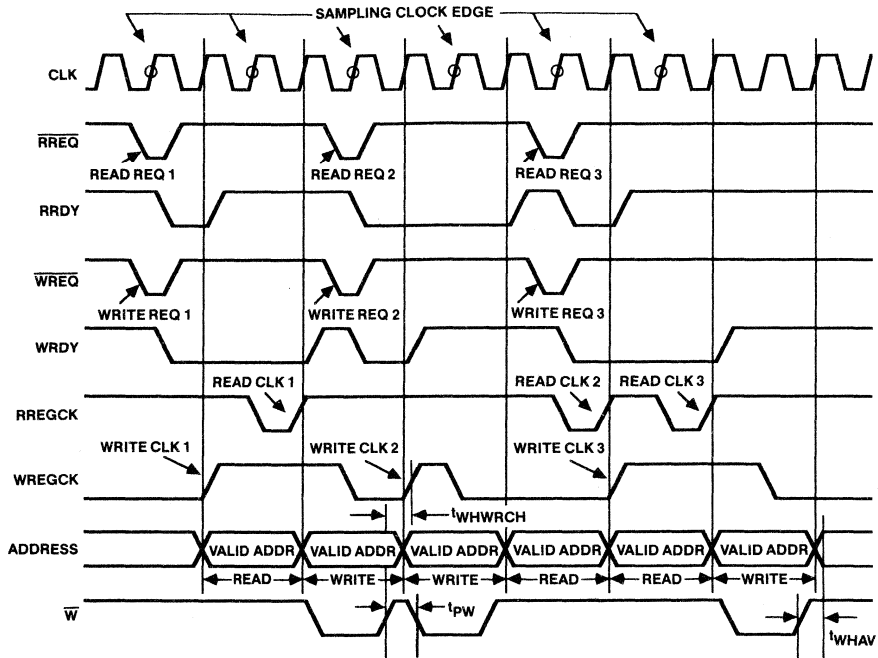 SAMPLING CLOCK EDGE
CLK
RREQ
READ REQ 1
READ REQ 2
READ REQ 3
RRDY
WREQ
WRITE REQ 1
WRITE REQ 2
WRITE REQ 3
WRDY
READ CLK 1
READ CLK 2
READ CLK 3
RREGCK
WRITE CLK 1
WRITE CLK 2
WRITE CLK 3
WREGCK
tWHWRCH
ADDRESS
VALID ADDR VALID ADDR VALID ADDR VALID ADDR VALID ADDR VALID ADDR
READ WRITE WRITE READ READ WRITE
W
tPW
tWHAV